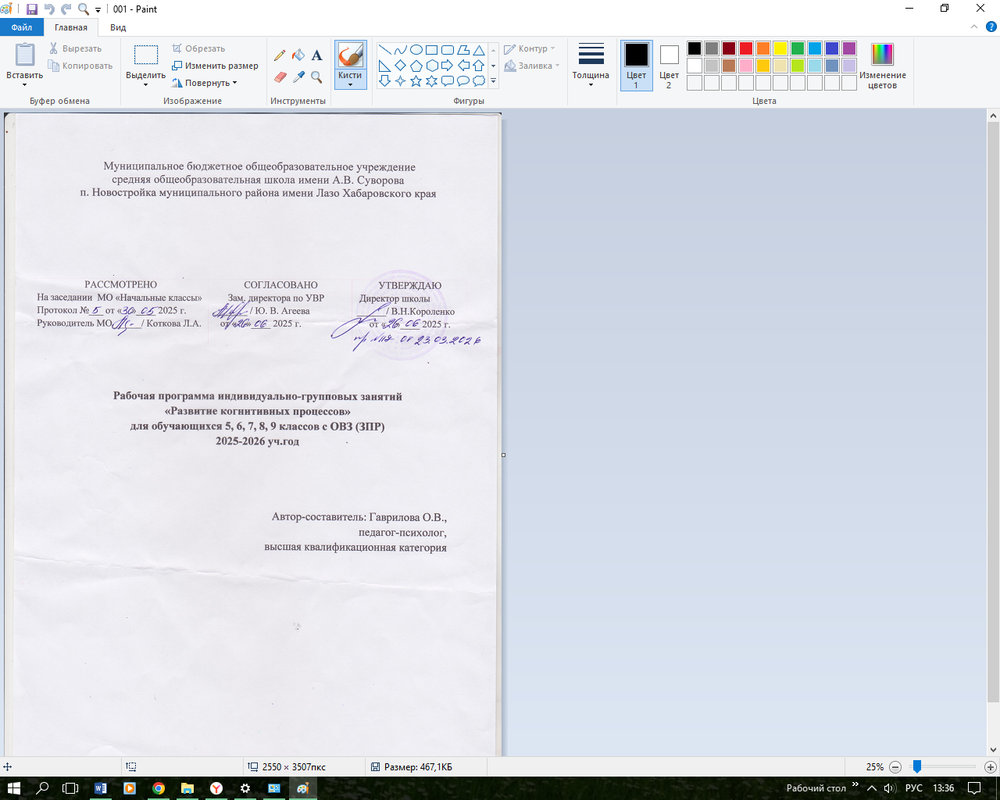 001 - Paint
Файл Главная Вид
Вставить
Вырезать
Копировать
Буфер обмена
Выделить
Обрезать
Изменить размер
Повернуть
Изображение
Инструменты
Кисти
Контур
Заливка
Фигуры
Толщина
Цвет 1
Цвет 2
Изменение цветов
Цвета
Муниципальное бюджетное общеобразовательное учреждение
средняя общеобразовательная школа имени А.В. Суворова
п. Новостройка муниципального района имени Лазо Хабаровского края
РАССМОТРЕНО
На заседании МО «Начальные классы»
Протокол № 5 от «30» 05 2025 г.
Руководитель МО / Коткова Л.А.
СОГЛАСОВАНО
Зам. директора по УВР
/ Ю. В. Агеева
от «26» 06 2025 г.
УТВЕРЖДАЮ
Директор школы
/ В.Н.Короленко
от «26» 06 2025 г.
от 23.03.2026
Рабочая программа индивидуально-групповых занятий
«Развитие когнитивных процессов»
для обучающихся 5, 6, 7, 8, 9 классов с ОВЗ (ЗПР)
2025-2026 уч.год
Автор-составитель: Гаврилова О.В.,
педагог-психолог,
высшая квалификационная категория
2550 × 3507пкс
Размер: 467,1КБ
25%
Рабочий стол
РУС
13:36